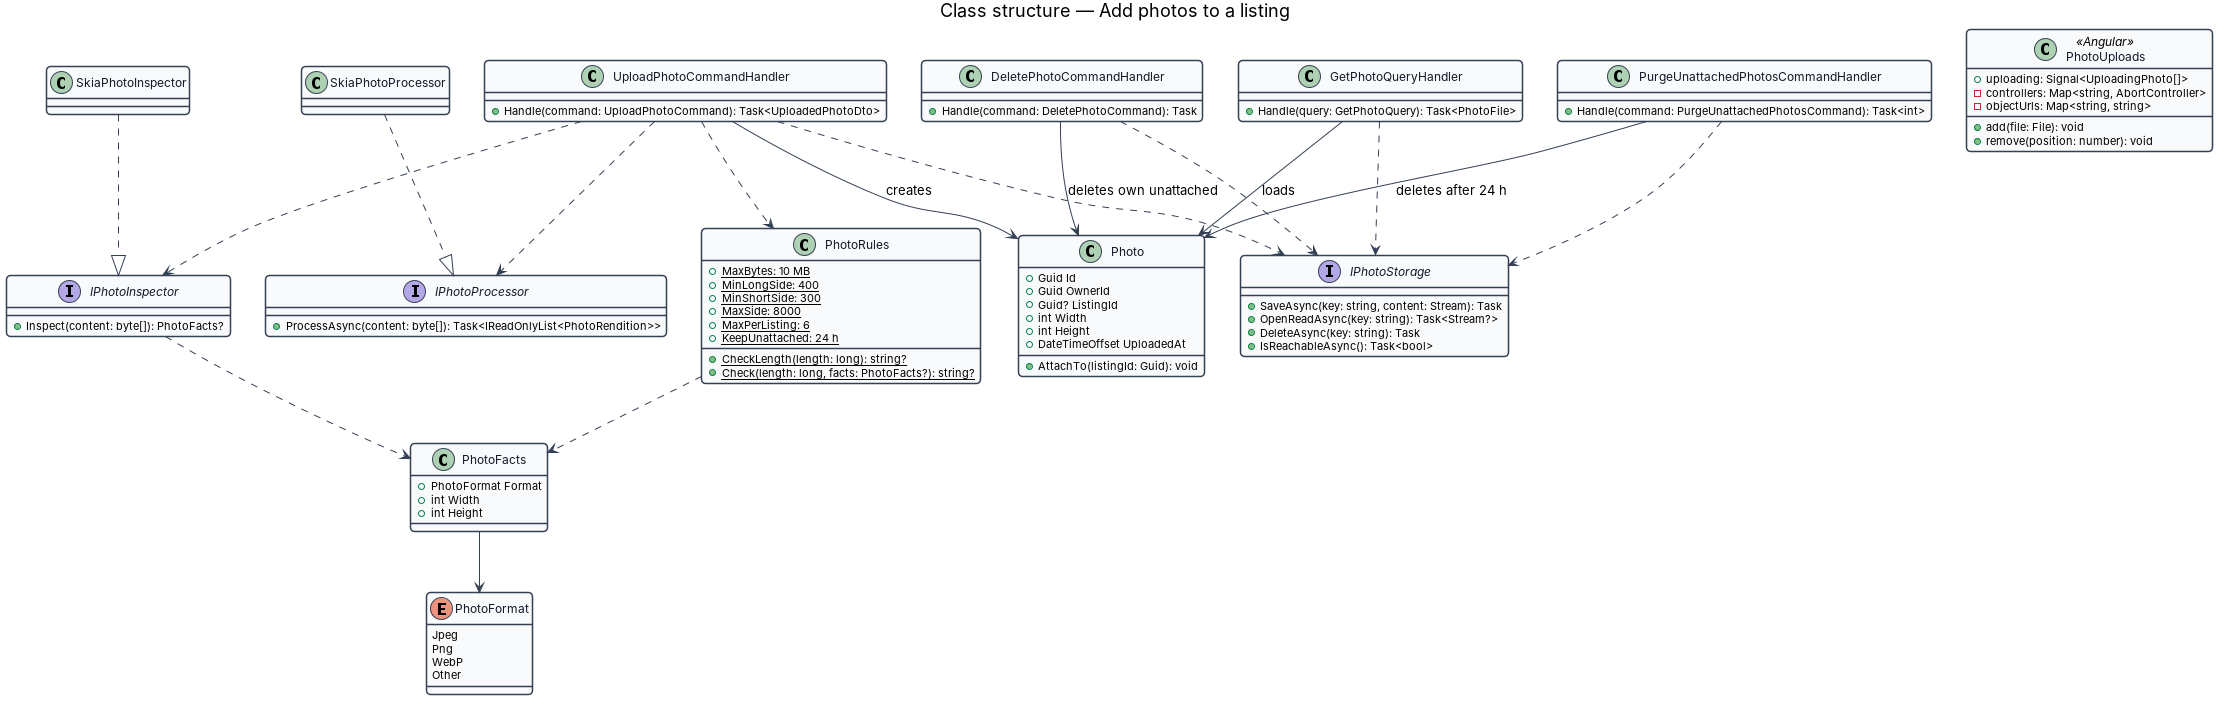 Class structure — Add photos to a listing
C SkiaPhotoInspector
C SkiaPhotoProcessor
C UploadPhotoCommandHandler
Handle(command: UploadPhotoCommand): Task<UploadedPhotoDto>
C DeletePhotoCommandHandler
Handle(command: DeletePhotoCommand): Task
C GetPhotoQueryHandler
Handle(query: GetPhotoQuery): Task<PhotoFile>
C PurgeUnattachedPhotosCommandHandler
Handle(command: PurgeUnattachedPhotosCommand): Task<int>
«Angular»
C PhotoUploads
uploading: Signal<UploadingPhoto[]>
controllers: Map<string, AbortController>
objectUrls: Map<string, string>
add(file: File): void
remove(position: number): void
creates
deletes own unattached
loads
deletes after 24 h
I IPhotoInspector
Inspect(content: byte[]): PhotoFacts?
I IPhotoProcessor
ProcessAsync(content: byte[]): Task<IReadOnlyList<PhotoRendition>>
C PhotoRules
MaxBytes: 10 MB
MinLongSide: 400
MinShortSide: 300
MaxSide: 8000
MaxPerListing: 6
KeepUnattached: 24 h
CheckLength(length: long): string?
Check(length: long, facts: PhotoFacts?): string?
C Photo
Guid Id
Guid OwnerId
Guid? ListingId
int Width
int Height
DateTimeOffset UploadedAt
AttachTo(listingId: Guid): void
I IPhotoStorage
SaveAsync(key: string, content: Stream): Task
OpenReadAsync(key: string): Task<Stream?>
DeleteAsync(key: string): Task
IsReachableAsync(): Task<bool>
C PhotoFacts
PhotoFormat Format
int Width
int Height
E PhotoFormat
Jpeg
Png
WebP
Other